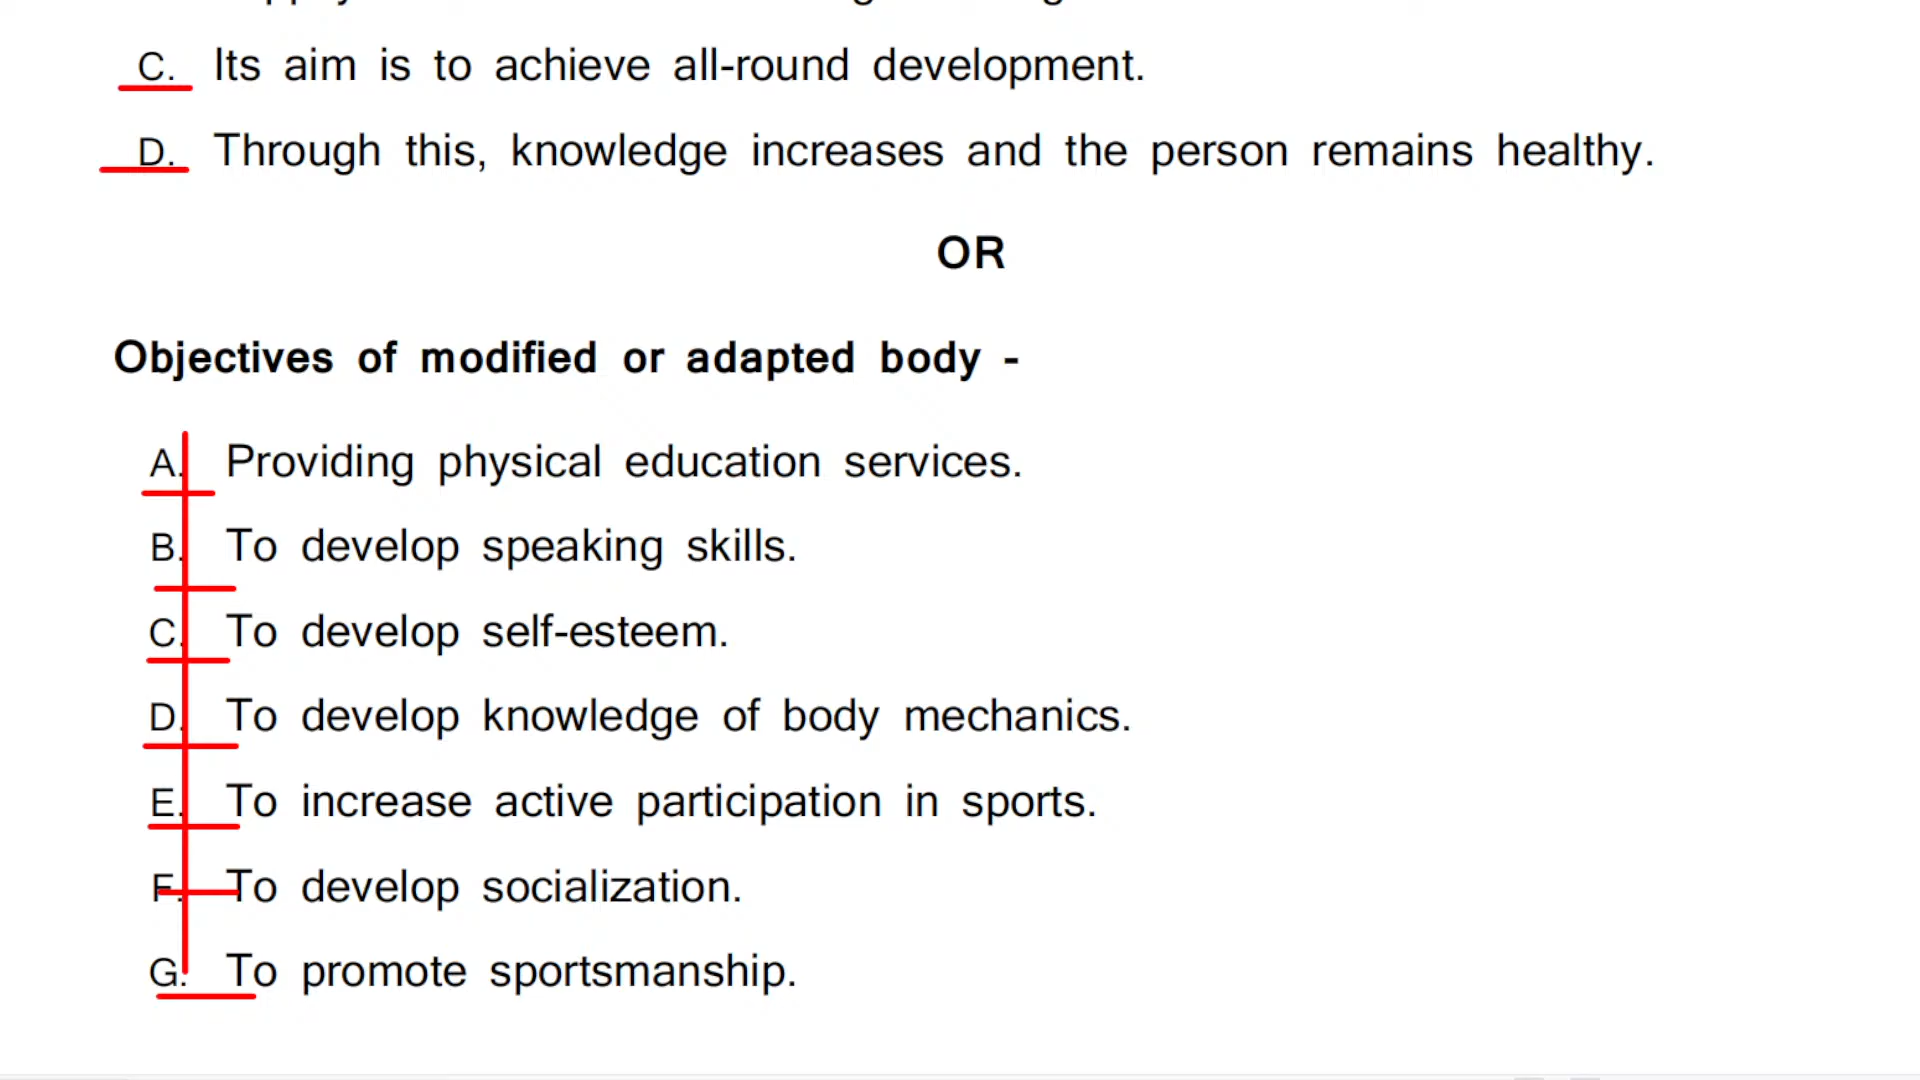 C. Its aim is to achieve all-round development.
D. Through this, knowledge increases and the person remains healthy.
OR
Objectives of modified or adapted body -
A. Providing physical education services.
B. To develop speaking skills.
C. To develop self-esteem.
D. To develop knowledge of body mechanics.
E. To increase active participation in sports.
F. To develop socialization.
G. To promote sportsmanship.